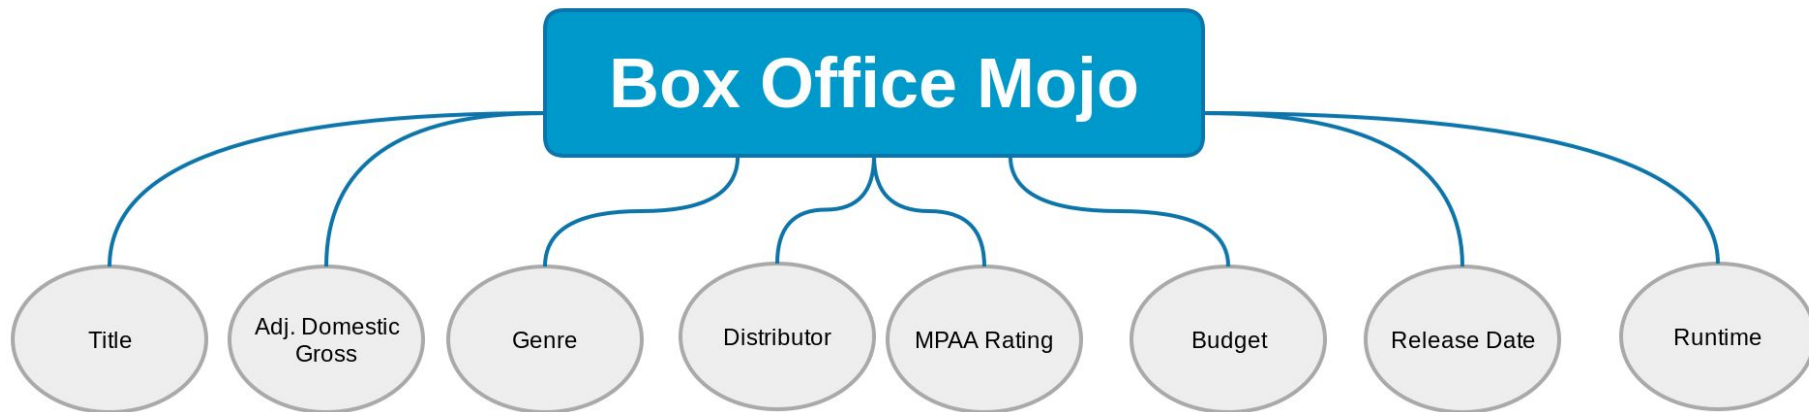 Box Office Mojo
Title
Adj. Domestic
Gross
Genre
Distributor
MPAA Rating
Budget
Release Date
Runtime